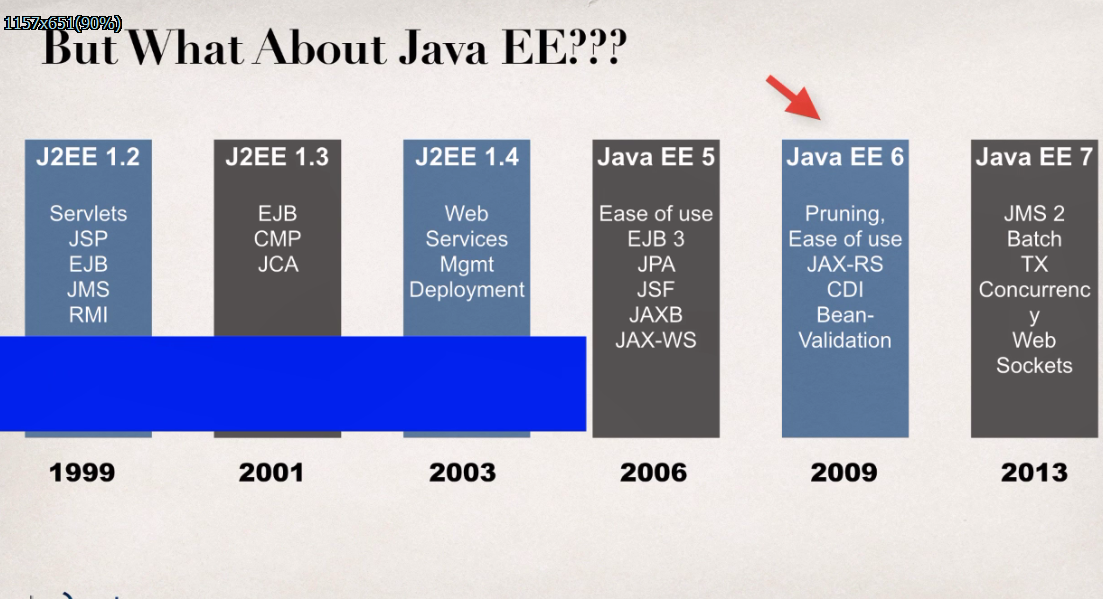 1157x651(90%)
But What About Java EE???
J2EE 1.2
Servlets
JSP
EJB
JMS
RMI
1999
J2EE 1.3
EJB
CMP
JCA
2001
J2EE 1.4
Web
Services
Mgmt
Deployment
2003
Java EE 5
Ease of use
EJB 3
JPA
JSF
JAXB
JAX-WS
2006
Java EE 6
Pruning,
Ease of use
JAX-RS
CDI
Bean-
Validation
2009
Java EE 7
JMS 2
Batch
TX
Concurrenc
y
Web
Sockets
2013